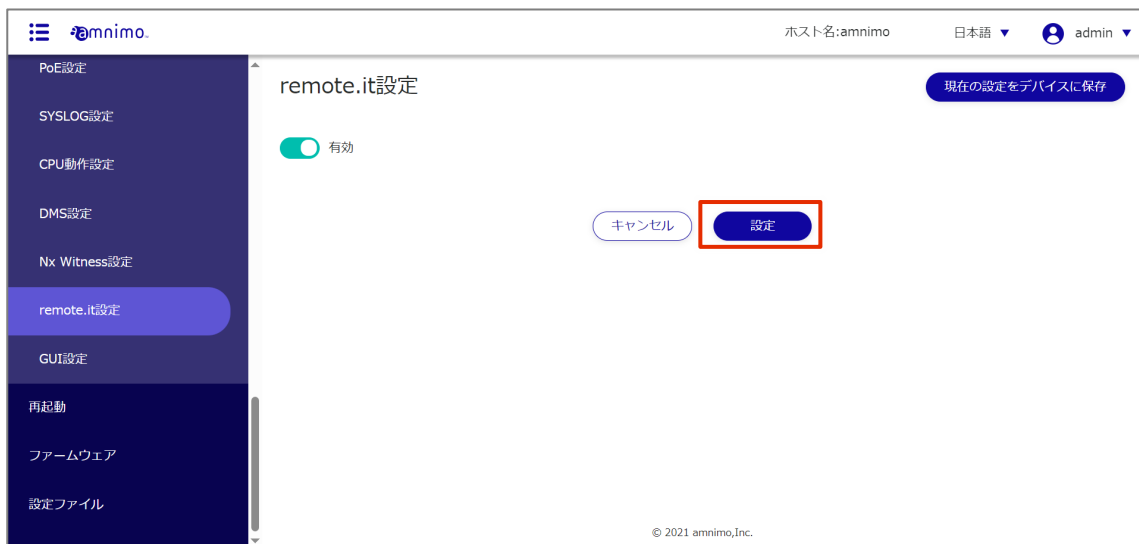 amnimo.
ホスト名:amnimo
日本語 ▼
admin ▼
PoE設定
SYSLOG設定
CPU動作設定
DMS設定
Nx Witness設定
remote.it設定
GUI設定
再起動
ファームウェア
設定ファイル
remote.it設定
現在の設定をデバイスに保存
有効
キャンセル
設定
© 2021 amnimo,Inc.